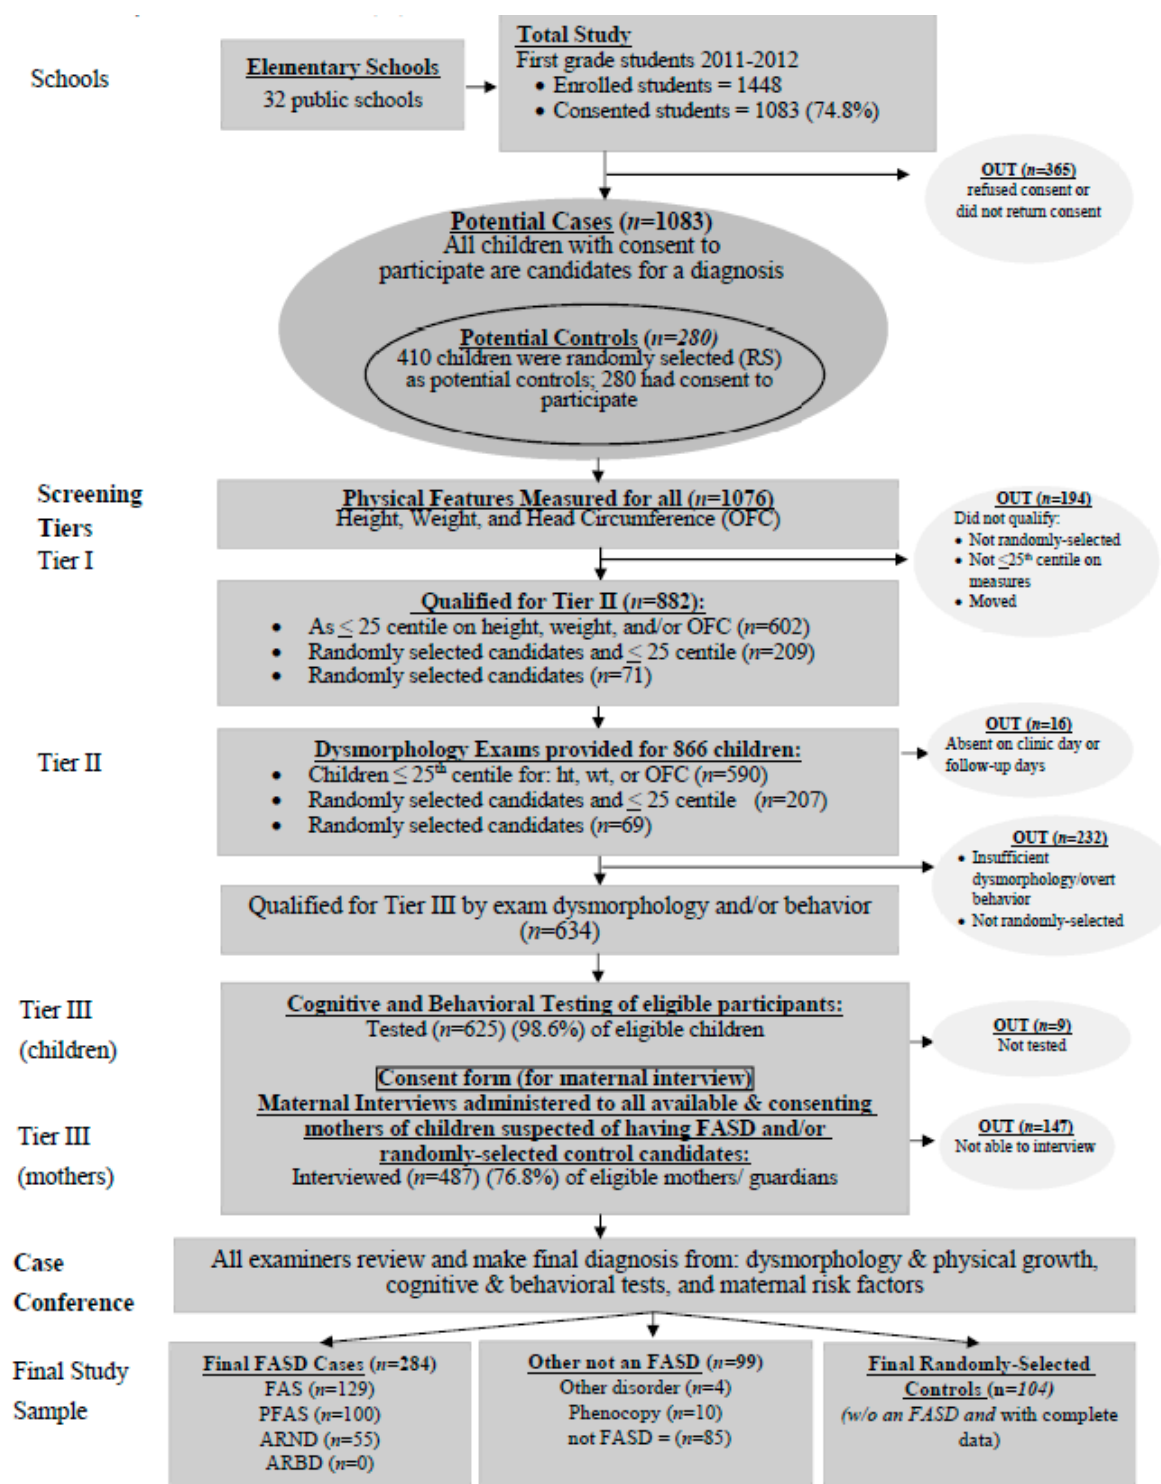 Schools
Elementary Schools
32 public schools
Total Study
First grade students 2011-2012
• Enrolled students = 1448
• Consented students = 1083 (74.8%)
OUT (n=365)
refused consent or
did not return consent
Potential Cases (n=1083)
All children with consent to
participate are candidates for a diagnosis
Potential Controls (n=280)
410 children were randomly selected (RS)
as potential controls; 280 had consent to
participate
Screening
Tiers
Tier I
Physical Features Measured for all (n=1076)
Height, Weight, and Head Circumference (OFC)
OUT (n=194)
Did not qualify:
• Not randomly-selected
• Not ≤25th centile on
measures
• Moved
Qualified for Tier II (n=882):
• As ≤ 25 centile on height, weight, and/or OFC (n=602)
• Randomly selected candidates and ≤ 25 centile (n=209)
• Randomly selected candidates (n=71)
Tier II
Dysmorphology Exams provided for 866 children:
• Children ≤ 25th centile for: ht, wt, or OFC (n=590)
• Randomly selected candidates and ≤ 25 centile (n=207)
• Randomly selected candidates (n=69)
OUT (n=16)
Absent on clinic day or
follow-up days
OUT (n=232)
• Insufficient
dysmorphology/overt
behavior
• Not randomly-selected
Qualified for Tier III by exam dysmorphology and/or behavior
(n=634)
Tier III
(children)
Cognitive and Behavioral Testing of eligible participants:
Tested (n=625) (98.6%) of eligible children
OUT (n=9)
Not tested
Consent form (for maternal interview)
Tier III
(mothers)
Maternal Interviews administered to all available & consenting
mothers of children suspected of having FASD and/or
randomly-selected control candidates:
Interviewed (n=487) (76.8%) of eligible mothers/ guardians
OUT (n=147)
Not able to interview
Case
Conference
All examiners review and make final diagnosis from: dysmorphology & physical growth,
cognitive & behavioral tests, and maternal risk factors
Final Study
Sample
Final FASD Cases (n=284)
FAS (n=129)
PFAS (n=100)
ARND (n=55)
ARBD (n=0)
Other not an FASD (n=99)
Other disorder (n=4)
Phenocopy (n=10)
not FASD = (n=85)
Final Randomly-Selected
Controls (n=104)
(w/o an FASD and with complete
data)